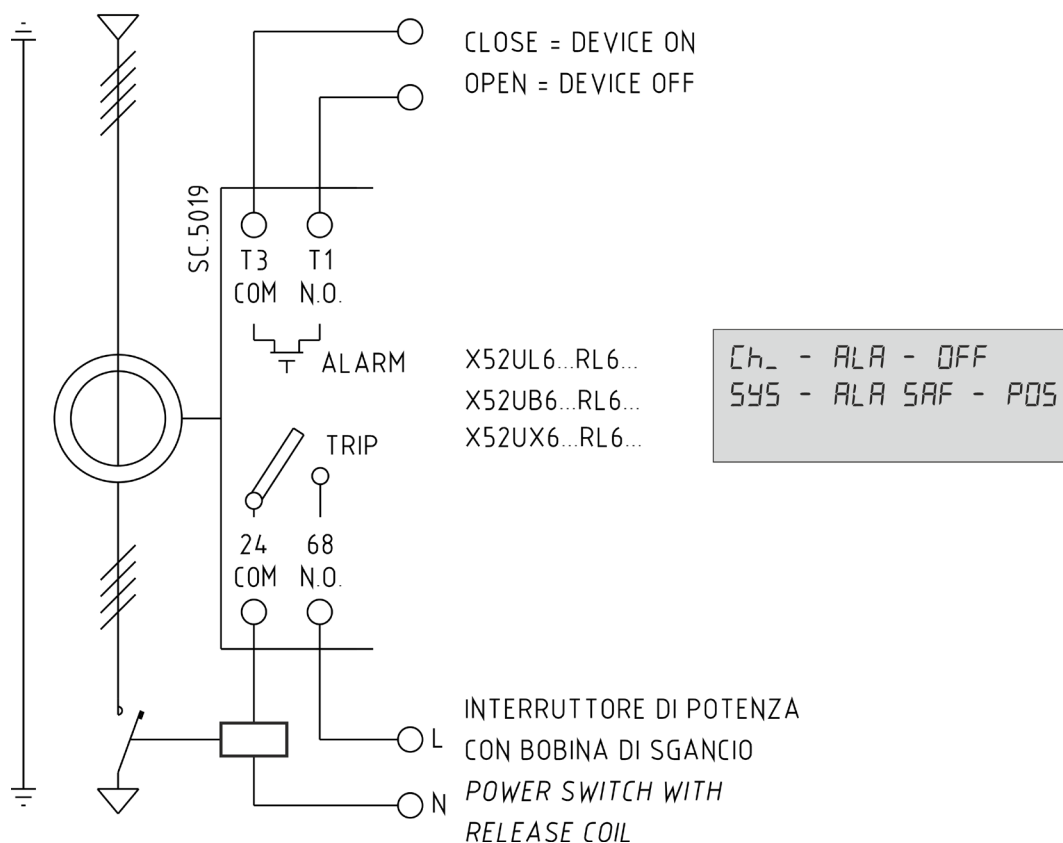 CLOSE = DEVICE ON
OPEN = DEVICE OFF
SC.5019
T3 T1
COM N.O.
ALARM
X52UL6...RL6...
X52UB6...RL6...
X52UX6...RL6...
Ch_ - ALA - OFF
SYS - ALA SAF - POS
TRIP
24 68
COM N.O.
L
N
INTERRUTTORE DI POTENZA
CON BOBINA DI SGANCIO
POWER SWITCH WITH
RELEASE COIL